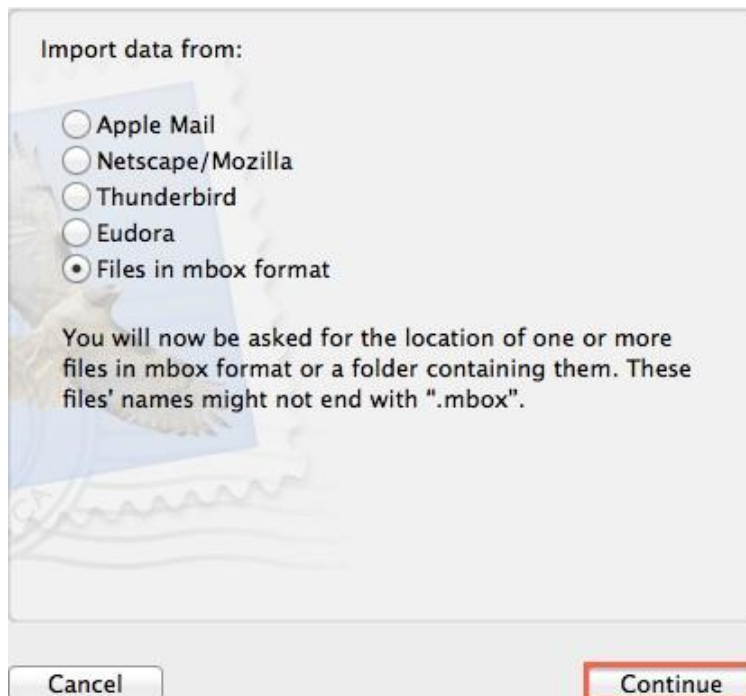 Import data from:
Apple Mail
Netscape/Mozilla
Thunderbird
Eudora
Files in mbox format
You will now be asked for the location of one or more
files in mbox format or a folder containing them. These
files' names might not end with ".mbox".
Cancel
Continue